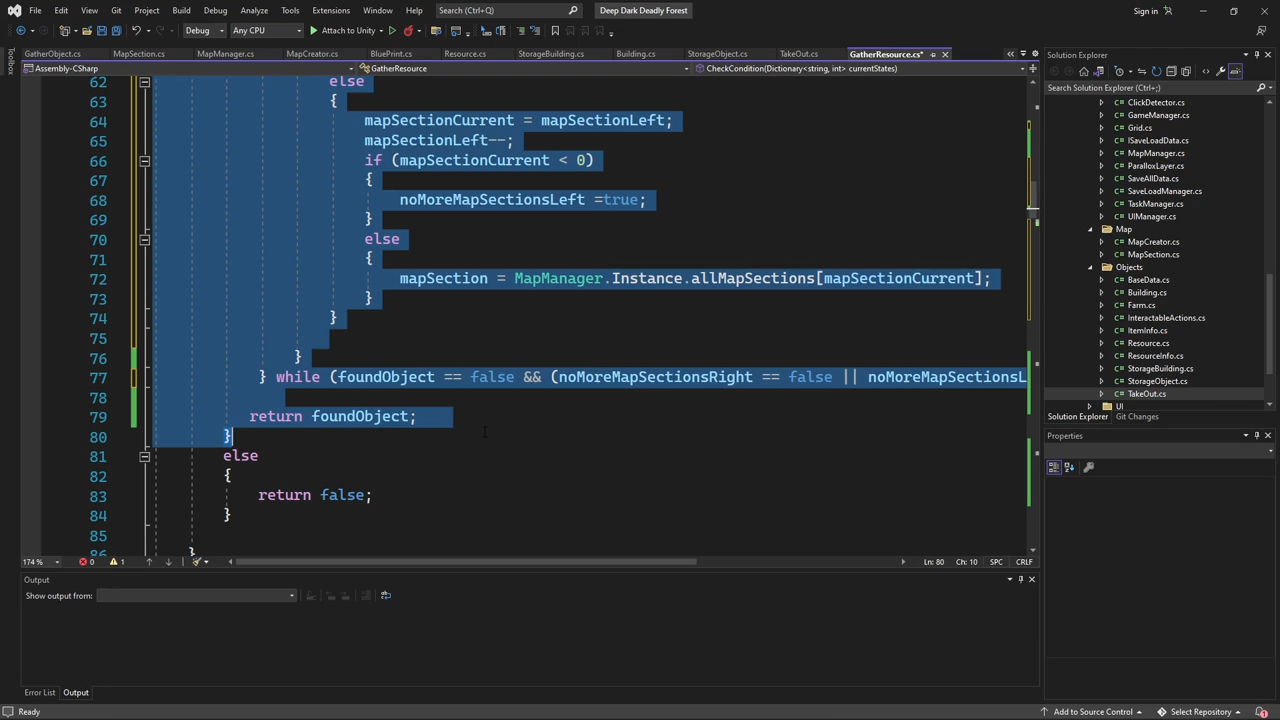 File Edit View Git Project Build Debug Analyze Tools Extensions Window Help Search (Ctrl+Q) Deep Dark Deadly Forest Sign in
Debug Any CPU Attach to Unity
GatherObject.cs MapSection.cs MapManager.cs MapCreator.cs BluePrint.cs Resource.cs StorageBuilding.cs Building.cs StorageObject.cs TakeOut.cs GatherResource.cs*
Toolbox
Assembly-CSharp GatherResource CheckCondition(Dictionary<string, int> currentStates)
62 else
63 {
64 mapSectionCurrent = mapSectionLeft;
65 mapSectionLeft--;
66 if (mapSectionCurrent < 0)
67 {
68 noMoreMapSectionsLeft =true;
69 }
70 else
71 {
72 mapSection = MapManager.Instance.allMapSections[mapSectionCurrent];
73 }
74 }
75
76 }
77 } while (foundObject == false && (noMoreMapSectionsRight == false || noMoreMapSectionsL
78
79 return foundObject;
80 }
81 else
82 {
83 return false;
84 }
85
86 }
174 % 0 1 Ln: 80 Ch: 10 SPC CRLF
Output
Show output from:
Error List Output
Solution Explorer
Search Solution Explorer (Ctrl+;)
ClickDetector.cs
GameManager.cs
Grid.cs
ISaveLoadData.cs
MapManager.cs
ParalloxLayer.cs
SaveAllData.cs
SaveLoadManager.cs
TaskManager.cs
UIManager.cs
Map
MapCreator.cs
MapSection.cs
Objects
BaseData.cs
Building.cs
Farm.cs
InteractableActions.cs
ItemInfo.cs
Resource.cs
ResourceInfo.cs
StorageBuilding.cs
StorageObject.cs
TakeOut.cs
UI
Solution Explorer Git Changes
Properties
Ready Add to Source Control Select Repository 1